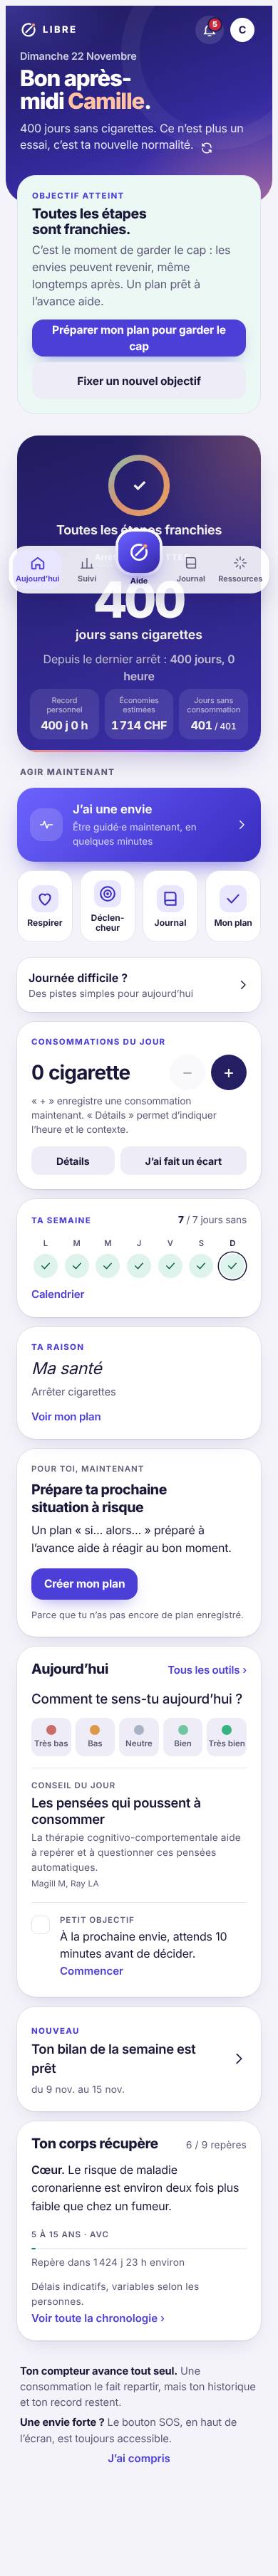 LIBRE
5
C
Dimanche 22 Novembre
Bon après-
midi Camille.
400 jours sans cigarettes. Ce n’est plus un
essai, c’est ta nouvelle normalité.
OBJECTIF ATTEINT
Toutes les étapes
sont franchies.
C’est le moment de garder le cap : les
envies peuvent revenir, même
longtemps après. Un plan prêt à
l’avance aide.
Préparer mon plan pour garder le
cap
Fixer un nouvel objectif
Toutes les étapes franchies
Aujourd’hui
Suivi
Aide
Journal
Ressources
400
jours sans cigarettes
Depuis le dernier arrêt : 400 jours, 0
heure
Record
personnel
400 j 0 h
Économies
estimées
1 714 CHF
Jours sans
consommation
401 / 401
AGIR MAINTENANT
J’ai une envie
Être guidé·e maintenant, en
quelques minutes
Respirer
Déclen-
cheur
Journal
Mon plan
Journée difficile ?
Des pistes simples pour aujourd’hui
CONSOMMATIONS DU JOUR
0 cigarette
−
+
« + » enregistre une consommation
maintenant. « Détails » permet d’indiquer
l’heure et le contexte.
Détails
J’ai fait un écart
TA SEMAINE
7 / 7 jours sans
L M M J V S D
Calendrier
TA RAISON
Ma santé
Arrêter cigarettes
Voir mon plan
POUR TOI, MAINTENANT
Prépare ta prochaine
situation à risque
Un plan « si… alors… » préparé à
l’avance aide à réagir au bon moment.
Créer mon plan
Parce que tu n’as pas encore de plan enregistré.
Aujourd’hui
Tous les outils ›
Comment te sens-tu aujourd’hui ?
Très bas
Bas
Neutre
Bien
Très bien
CONSEIL DU JOUR
Les pensées qui poussent à
consommer
La thérapie cognitivo-comportementale aide
à repérer et à questionner ces pensées
automatiques.
Magill M, Ray LA
PETIT OBJECTIF
À la prochaine envie, attends 10
minutes avant de décider.
Commencer
NOUVEAU
Ton bilan de la semaine est
prêt
du 9 nov. au 15 nov.
Ton corps récupère
6 / 9 repères
Cœur. Le risque de maladie
coronarienne est environ deux fois plus
faible que chez un fumeur.
5 À 15 ANS · AVC
Repère dans 1 424 j 23 h environ
Délais indicatifs, variables selon les
personnes.
Voir toute la chronologie ›
Ton compteur avance tout seul. Une
consommation le fait repartir, mais ton historique
et ton record restent.
Une envie forte ? Le bouton SOS, en haut de
l’écran, est toujours accessible.
J’ai compris